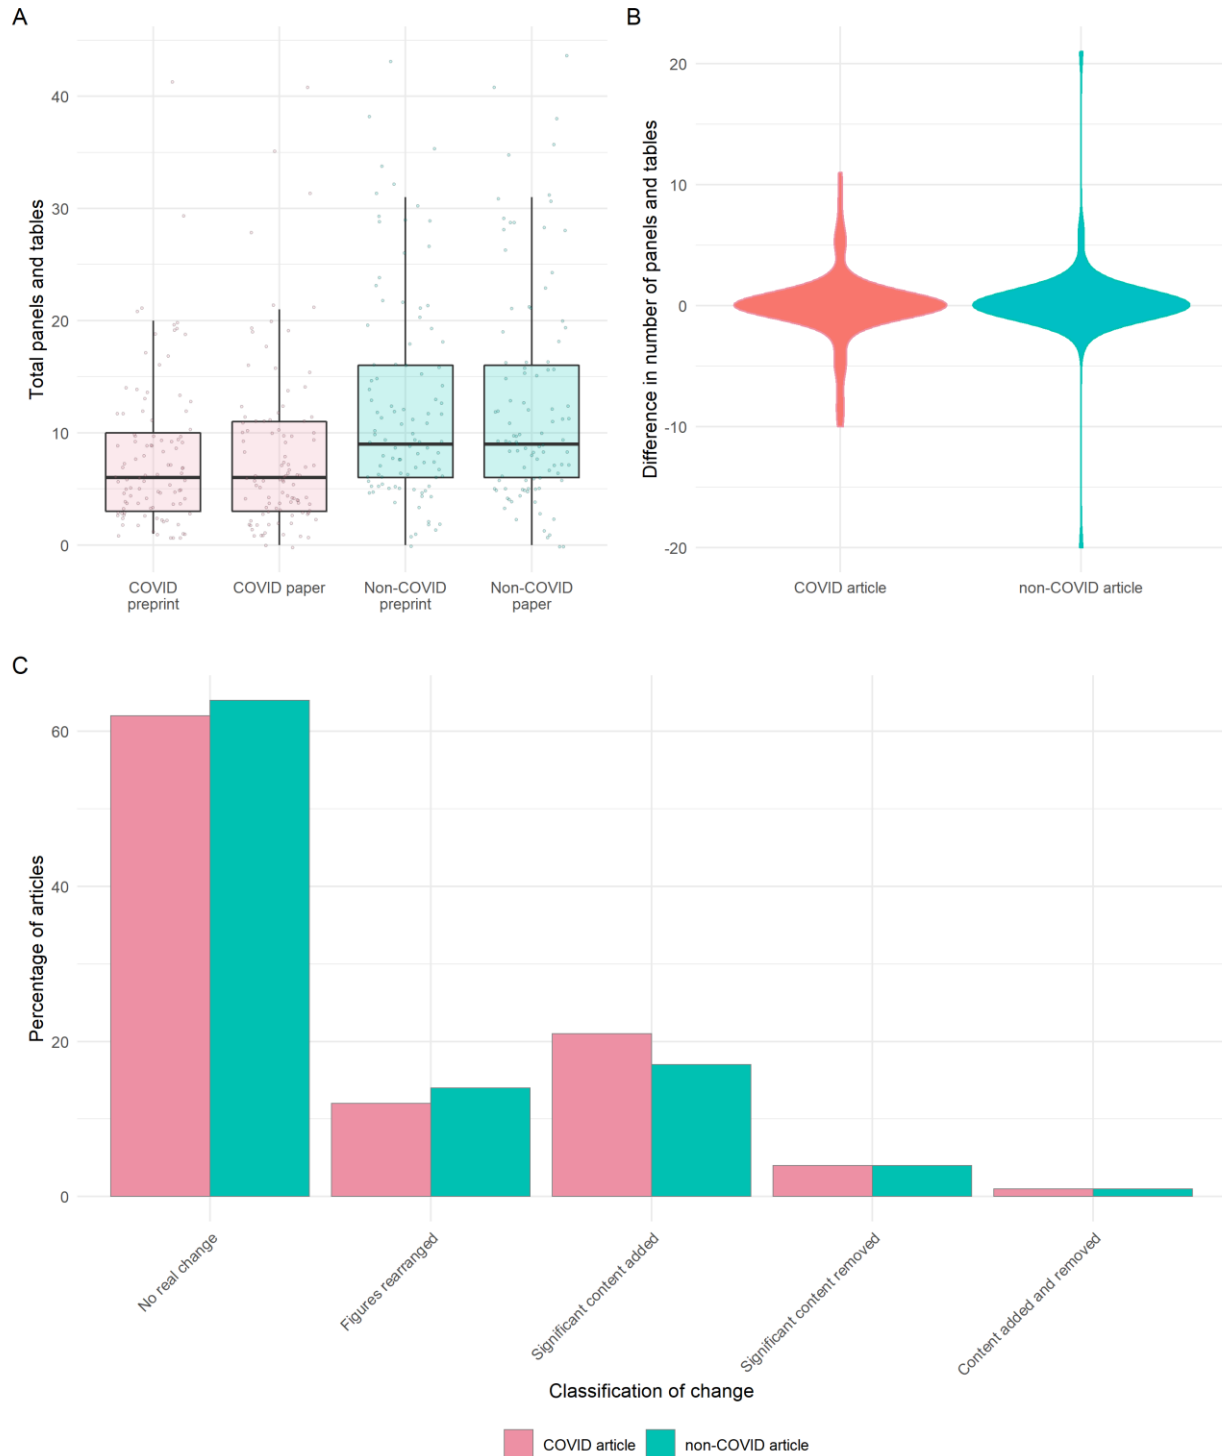 A
Total panels and tables
40
30
20
10
0
COVID
preprint
COVID paper
Non-COVID
preprint
Non-COVID
paper
B
Difference in number of panels and tables
20
10
0
-10
-20
COVID article
non-COVID article
C
Percentage of articles
60
40
20
0
No real change
Figures rearranged
Significant content added
Significant content removed
Content added and removed
Classification of change
COVID article
non-COVID article